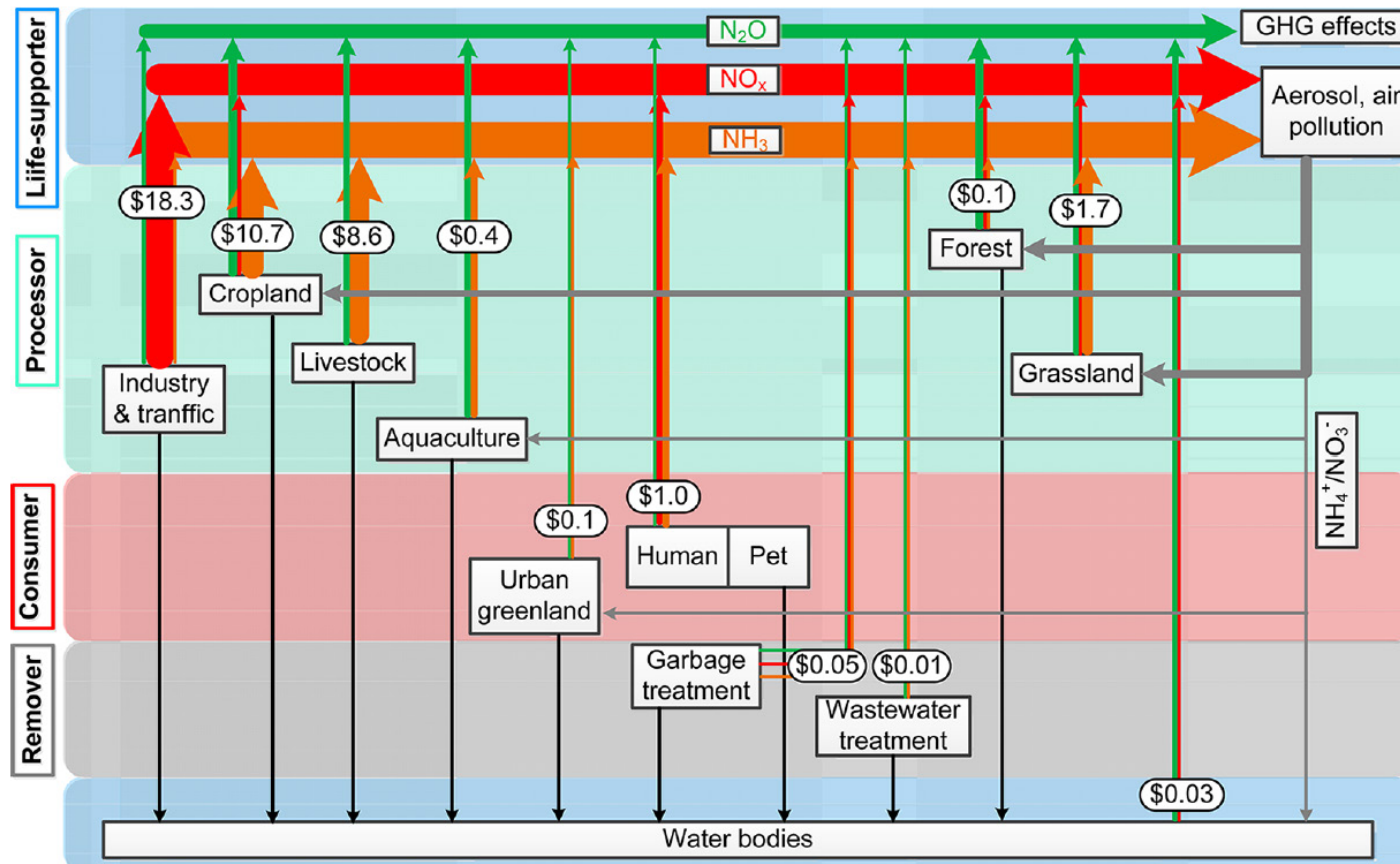 Liife-supporter
Processor
Consumer
Remover
N₂O
NOₓ
NH₃
GHG effects
Aerosol, air
pollution
$18.3
$10.7
$8.6
$0.4
$0.1
$1.7
Forest
Cropland
Livestock
Grassland
Industry
& tranffic
Aquaculture
NH₄⁺/NO₃⁻
$0.1
$1.0
Human
Pet
Urban
greenland
Garbage
treatment
$0.05
$0.01
Wastewater
treatment
$0.03
Water bodies